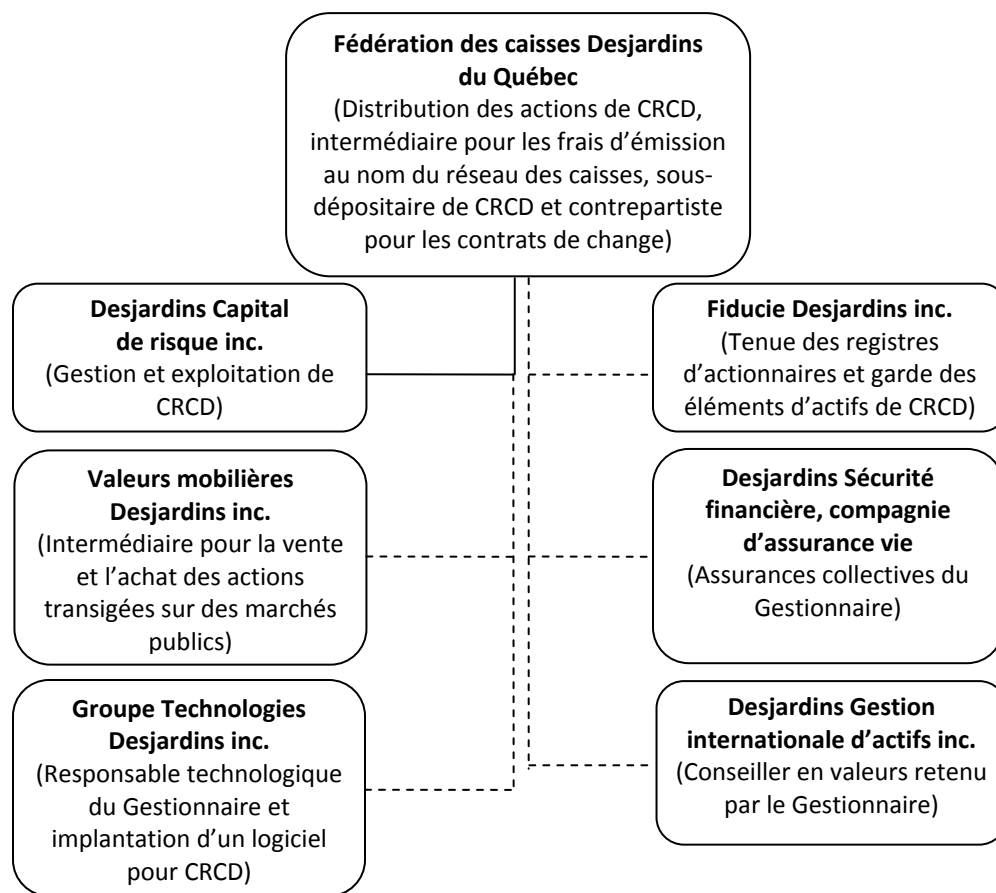 Fédération des caisses Desjardins
du Québec
(Distribution des actions de CRCD,
intermédiaire pour les frais d’émission
au nom du réseau des caisses, sous-
dépositaire de CRCD et contrepartiste
pour les contrats de change)
Desjardins Capital
de risque inc.
(Gestion et exploitation de
CRCD)
Fiducie Desjardins inc.
(Tenue des registres
d’actionnaires et garde des
éléments d’actifs de CRCD)
Valeurs mobilières
Desjardins inc.
(Intermédiaire pour la vente
et l’achat des actions
transigées sur des marchés
publics)
Desjardins Sécurité
financière, compagnie
d’assurance vie
(Assurances collectives du
Gestionnaire)
Groupe Technologies
Desjardins inc.
(Responsable technologique
du Gestionnaire et
implantation d’un logiciel
pour CRCD)
Desjardins Gestion
internationale d’actifs inc.
(Conseiller en valeurs retenu
par le Gestionnaire)